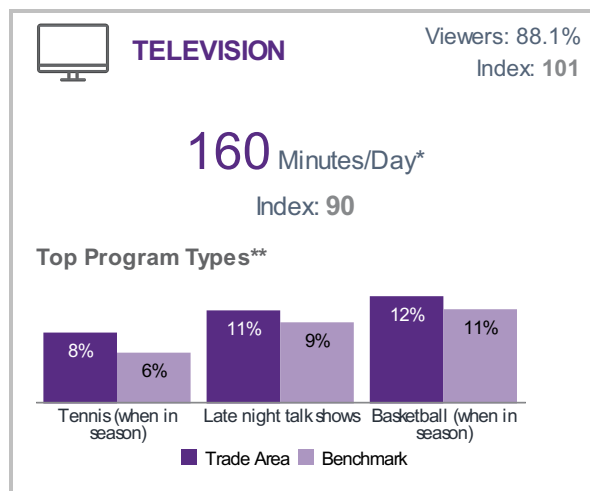 TELEVISION
Viewers: 88.1%
Index: 101
160 Minutes/Day*
Index: 90
Top Program Types**
8%
6%
11%
9%
12%
11%
Tennis (when in
season)
Late night talk shows
Basketball (when in
season)
Trade Area
Benchmark